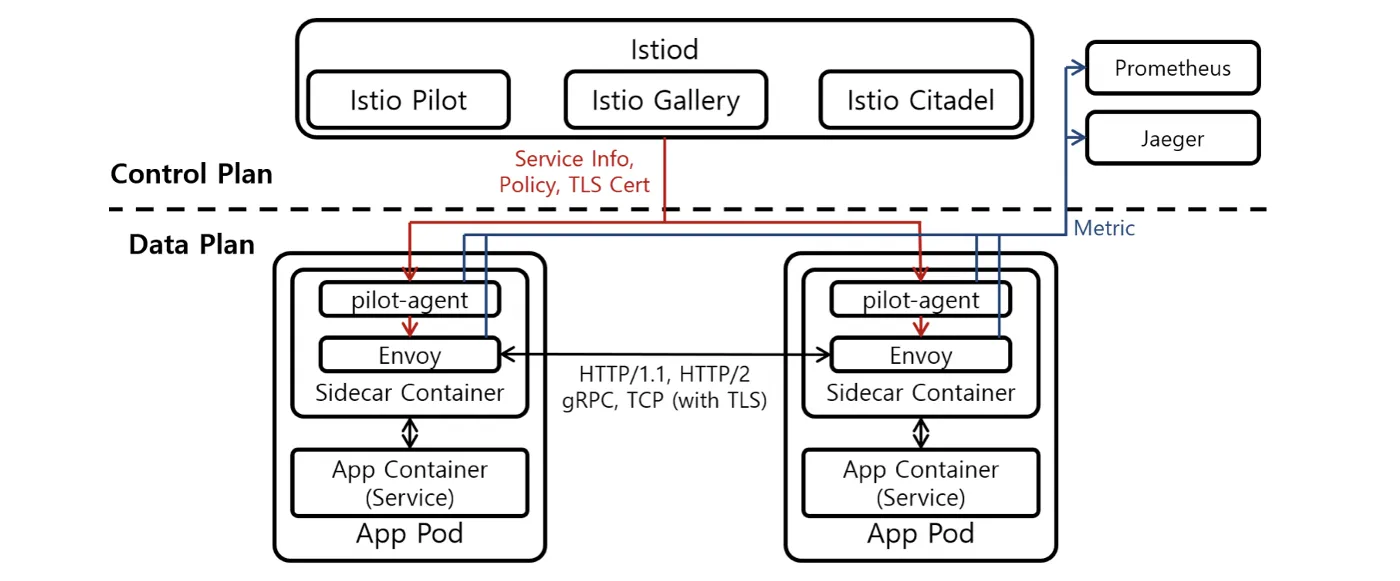 Istiod
Istio Pilot
Istio Gallery
Istio Citadel
Prometheus
Jaeger
Service Info,
Policy, TLS Cert
Control Plan
Data Plan
Metric
pilot-agent
Envoy
Sidecar Container
App Container
(Service)
App Pod
HTTP/1.1, HTTP/2
gRPC, TCP (with TLS)
pilot-agent
Envoy
Sidecar Container
App Container
(Service)
App Pod